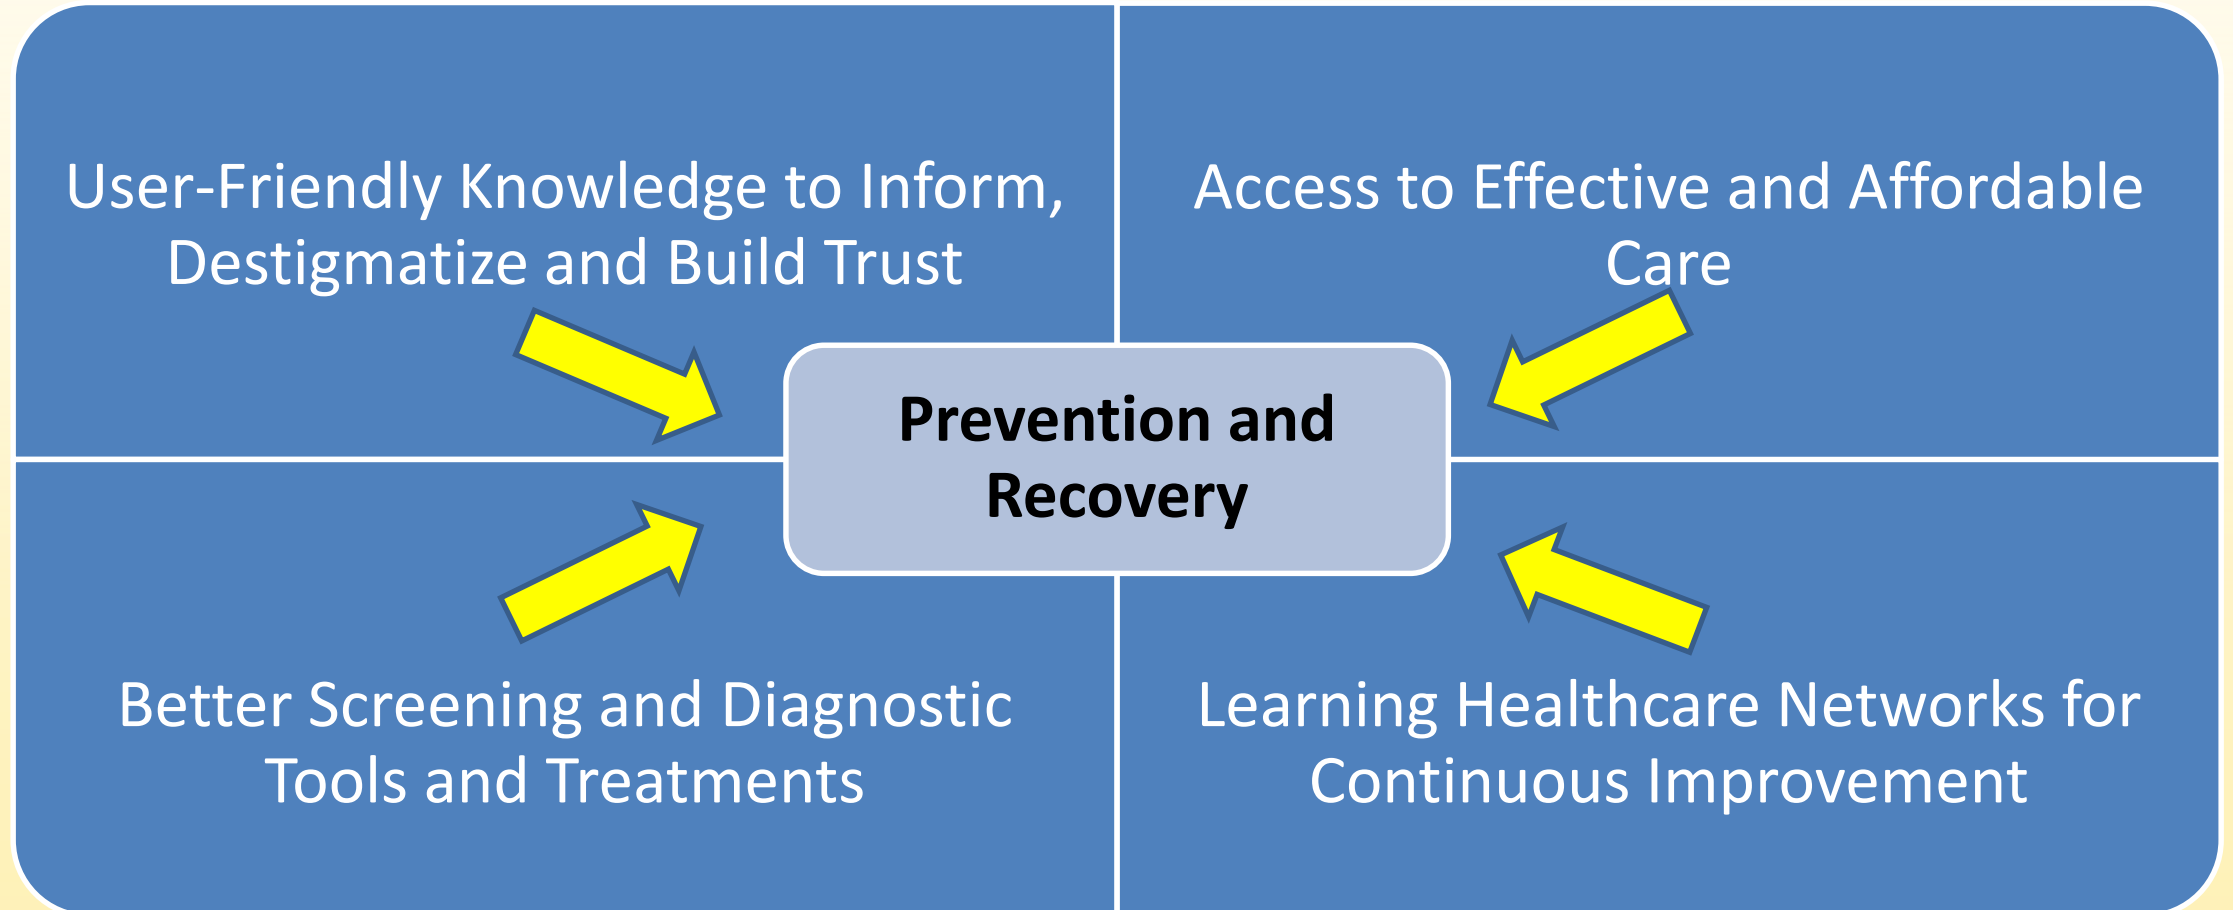 User-Friendly Knowledge to Inform,
Destigmatize and Build Trust
Access to Effective and Affordable
Care
Prevention and
Recovery
Better Screening and Diagnostic
Tools and Treatments
Learning Healthcare Networks for
Continuous Improvement